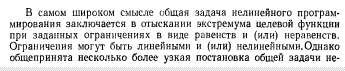 В самом широком смысле общая задача нелинейного програм-
мирования заключается в отыскании экстремума целевой функции
при заданных ограничениях в виде равенств и (или) неравенств.
Ограничения могут быть линейными и (или) нелинейными. Однако
общепринята несколько более узкая постановка общей задачи не-